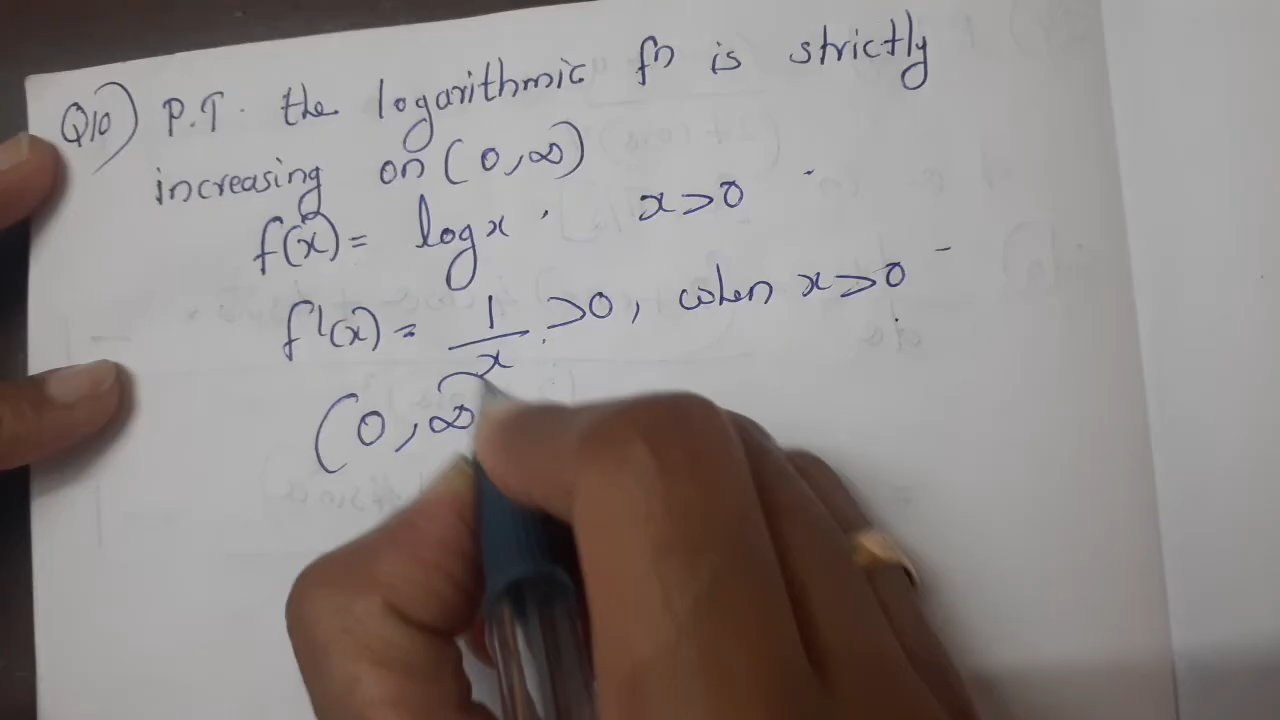 Q10) P.T. the logarithmic fn is strictly
increasing on (0,∞)
f(x) = log x . x>0
f'(x) = 1/x >0, when x>0
(0,∞